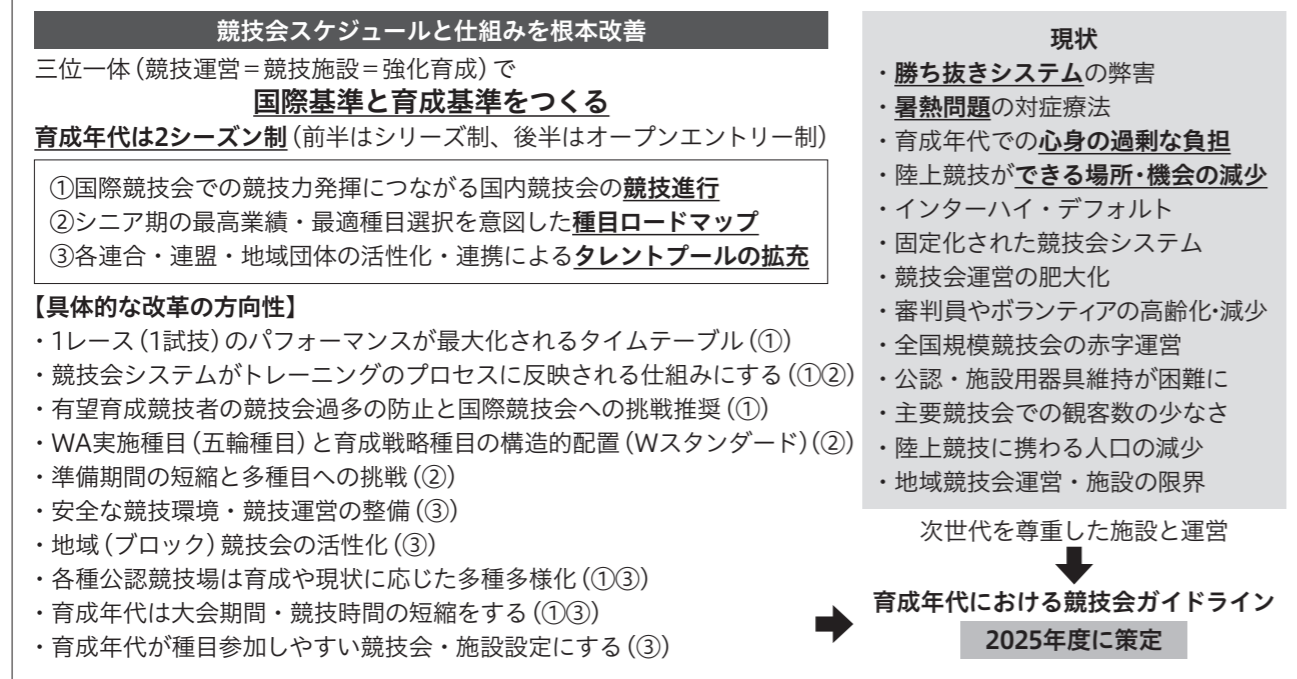 競技会スケジュールと仕組みを根本改善
三位一体(競技運営=競技施設=強化育成)で
国際基準と育成基準をつくる
育成年代は2シーズン制(前半はシリーズ制、後半はオープンエントリー制)
①国際競技会での競技力発揮につながる国内競技会の競技進行
②シニア期の最高業績・最適種目選択を意図した種目ロードマップ
③各連合・連盟・地域団体の活性化・連携によるタレントプールの拡充
【具体的な改革の方向性】
・1レース(1試技)のパフォーマンスが最大化されるタイムテーブル(①)
・競技会システムがトレーニングのプロセスに反映される仕組みにする(①②)
・有望育成競技者の競技会過多の防止と国際競技会への挑戦推奨(①)
・WA実施種目(五輪種目)と育成戦略種目の構造的配置(Wスタンダード)(②)
・準備期間の短縮と多種目への挑戦(②)
・安全な競技環境・競技運営の整備(③)
・地域(ブロック)競技会の活性化(③)
・各種公認競技場は育成や現状に応じた多種多様化(①③)
・育成年代は大会期間・競技時間の短縮をする(①③)
・育成年代が種目参加しやすい競技会・施設設定にする(③)
現状
・勝ち抜きシステムの弊害
・暑熱問題の対症療法
・育成年代での心身の過剰な負担
・陸上競技ができる場所・機会の減少
・インターハイ・デフォルト
・固定化された競技会システム
・競技会運営の肥大化
・審判員やボランティアの高齢化・減少
・全国規模競技会の赤字運営
・公認・施設用器具維持が困難に
・主要競技会での観客数の少なさ
・陸上競技に携わる人口の減少
・地域競技会運営・施設の限界
次世代を尊重した施設と運営
育成年代における競技会ガイドライン
2025年度に策定